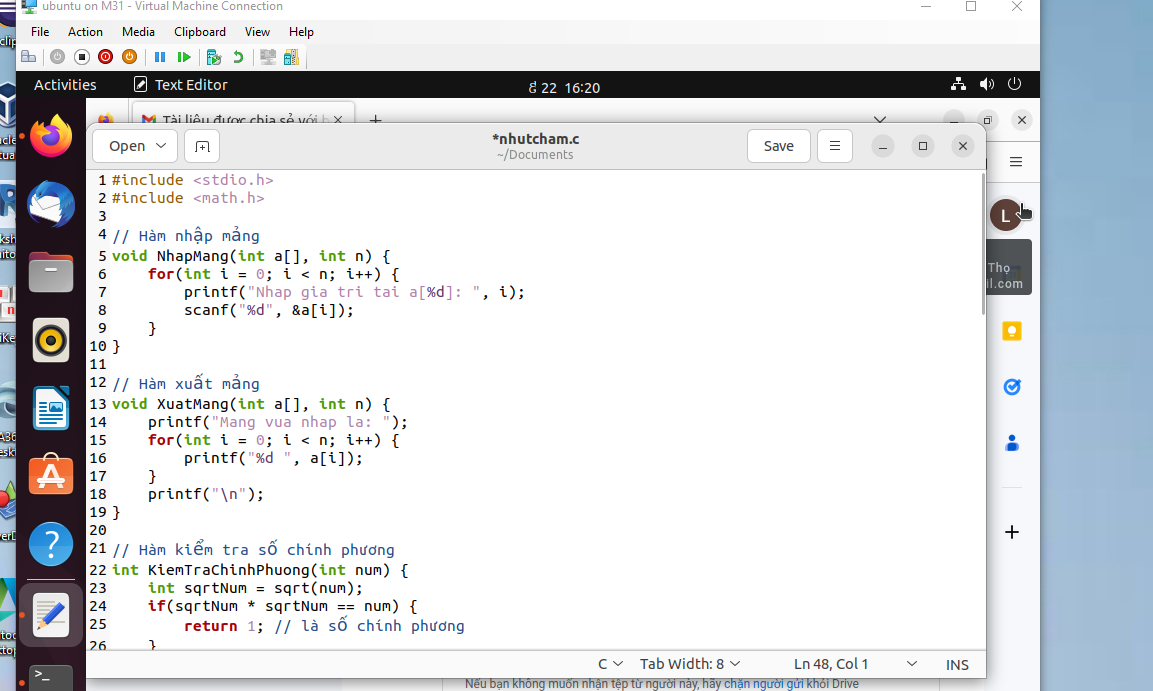 ubuntu on M31 - Virtual Machine Connection
File Action Media Clipboard View Help
Activities Text Editor 22 16:20
Tài liệu được chia sẻ với b
Open *nhutcham.c Save
~/Documents
1 #include <stdio.h>
2 #include <math.h>
3
4 // Hàm nhập mảng
5 void NhapMang(int a[], int n) {
6 for(int i = 0; i < n; i++) {
7 printf("Nhap gia tri tai a[%d]: ", i);
8 scanf("%d", &a[i]);
9 }
10 }
11
12 // Hàm xuất mảng
13 void XuatMang(int a[], int n) {
14 printf("Mang vua nhap la: ");
15 for(int i = 0; i < n; i++) {
16 printf("%d ", a[i]);
17 }
18 printf("\n");
19 }
20
21 // Hàm kiểm tra số chính phương
22 int KiemTraChinhPhuong(int num) {
23 int sqrtNum = sqrt(num);
24 if(sqrtNum * sqrtNum == num) {
25 return 1; // là số chính phương
26 }
C Tab Width: 8 Ln 48, Col 1 INS
L
Thọ
il.com
Nếu bạn không muốn nhận tệp từ người này, hãy chặn người gửi khỏi Drive